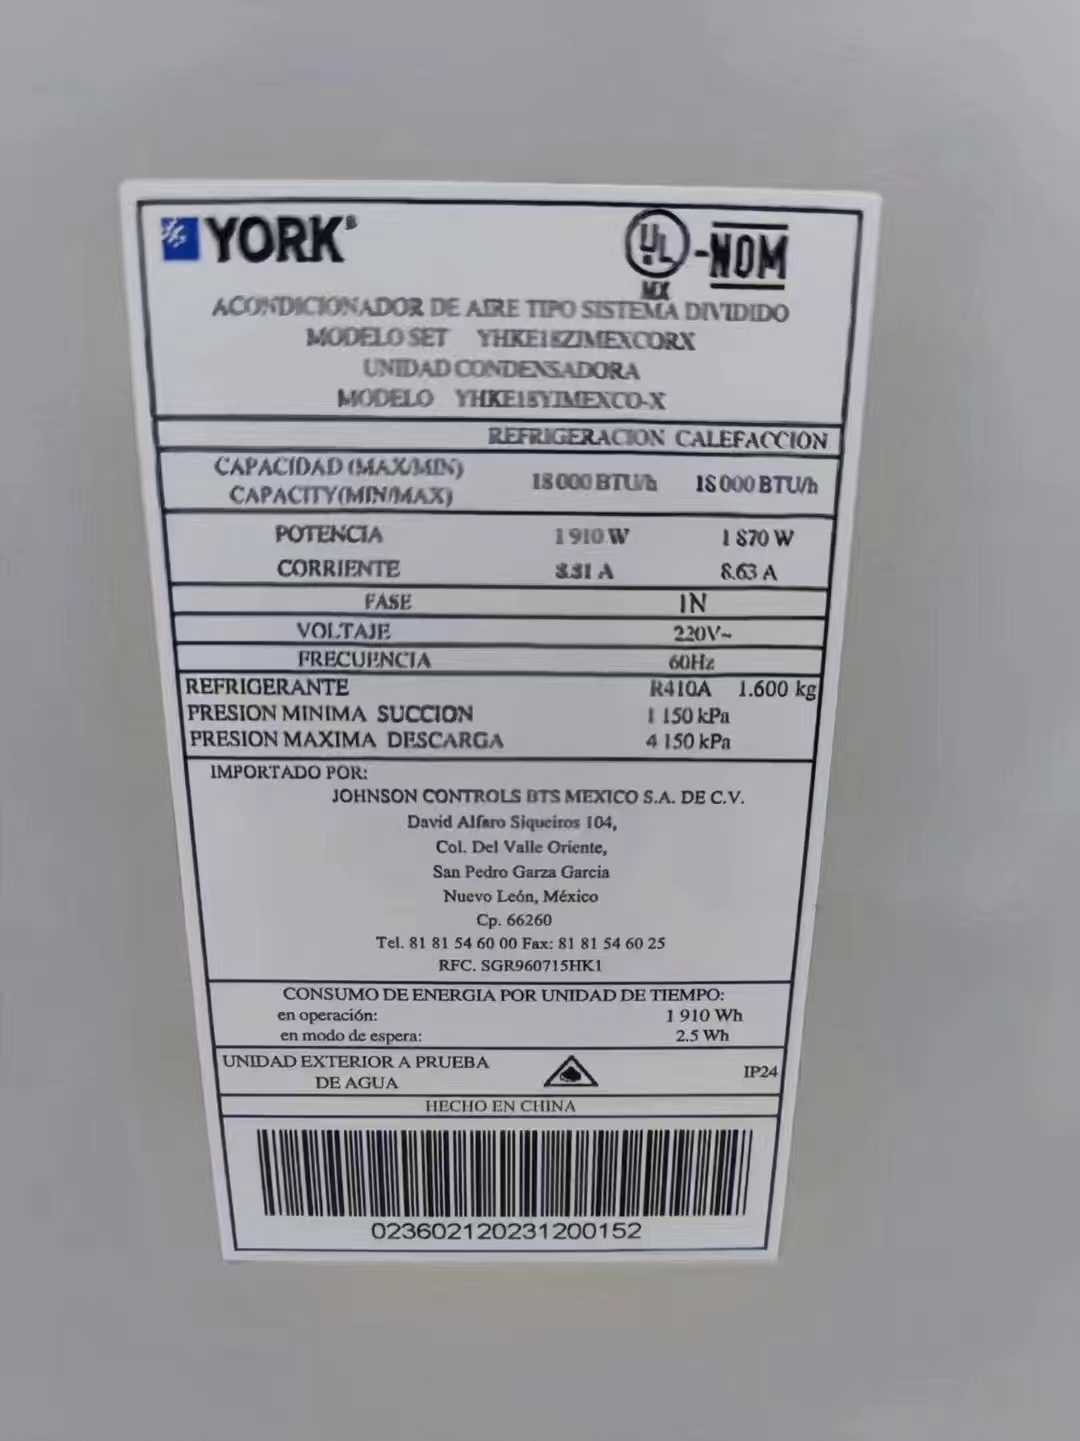 YORK®
UL-NOM
MX
ACONDICIONADOR DE AIRE TIPO SISTEMA DIVIDIDO
MODELO SET YHKE18ZJMEXCORX
UNIDAD CONDENSADORA
MODELO YHKE18YJMEXCO-X
REFRIGERACION CALEFACCION
CAPACIDAD (MAX/MIN)
CAPACITY(MIN/MAX) 18 000 BTU/h 18 000 BTU/h
POTENCIA 1 910 W 1 870 W
CORRIENTE 8.81 A 8.63 A
FASE 1N
VOLTAJE 220V~
FRECUENCIA 60Hz
REFRIGERANTE R410A 1.600 kg
PRESION MINIMA SUCCION 1 150 kPa
PRESION MAXIMA DESCARGA 4 150 kPa
IMPORTADO POR:
JOHNSON CONTROLS BTS MEXICO S.A. DE C.V.
David Alfaro Siqueiros 104,
Col. Del Valle Oriente,
San Pedro Garza Garcia
Nuevo León, México
Cp. 66260
Tel. 81 81 54 60 00 Fax: 81 81 54 60 25
RFC. SGR960715HK1
CONSUMO DE ENERGIA POR UNIDAD DE TIEMPO:
en operación: 1 910 Wh
en modo de espera: 2.5 Wh
UNIDAD EXTERIOR A PRUEBA
DE AGUA IP24
HECHO EN CHINA
023602120231200152